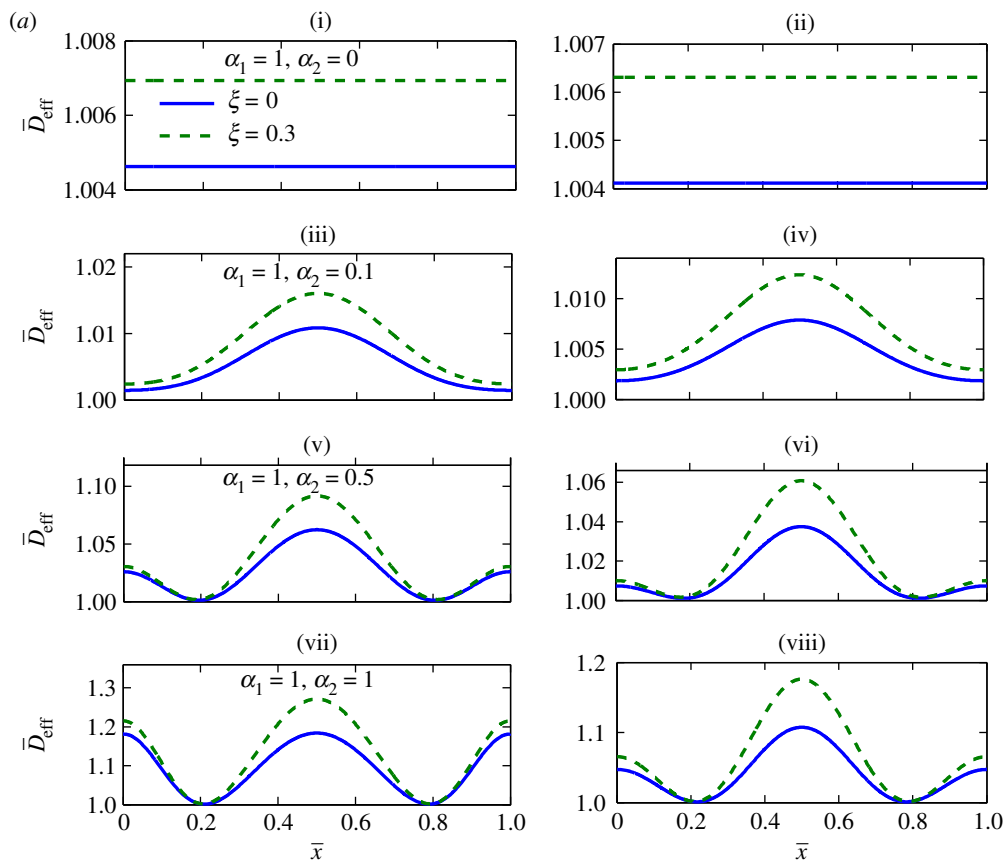 (a)
(i)
(ii)
1.008
1.006
1.004
D̅eff
α1 = 1, α2 = 0
ξ = 0
ξ = 0.3
1.007
1.006
1.005
1.004
(iii)
(iv)
1.02
1.01
1.00
D̅eff
α1 = 1, α2 = 0.1
1.010
1.005
1.000
(v)
(vi)
1.10
1.05
1.00
D̅eff
α1 = 1, α2 = 0.5
1.06
1.04
1.02
1.00
(vii)
(viii)
1.3
1.2
1.1
1.0
D̅eff
α1 = 1, α2 = 1
0 0.2 0.4 0.6 0.8 1.0
x̅
1.2
1.1
1.0
0 0.2 0.4 0.6 0.8 1.0
x̅